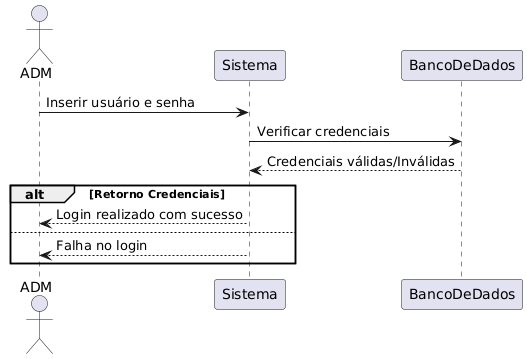 ADM
Sistema
BancoDeDados
Inserir usuário e senha
Verificar credenciais
Credenciais válidas/Inválidas
alt [Retorno Credenciais]
Login realizado com sucesso
Falha no login
ADM
Sistema
BancoDeDados